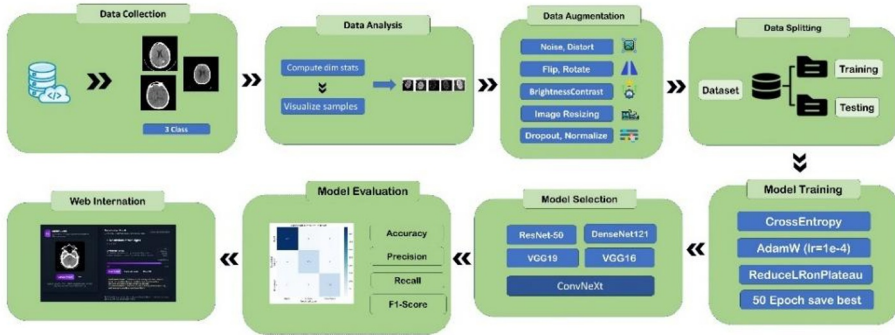 Data Collection
3 Class
Data Analysis
Compute dim stats
Visualize samples
Data Augmentation
Noise, Distort
Flip, Rotate
BrightnessContrast
Image Resizing
Dropout, Normalize
Data Splitting
Dataset
Training
Testing
Web Internation
Model Evaluation
Accuracy
Precision
Recall
F1-Score
Model Selection
ResNet-50
DenseNet121
VGG19
VGG16
ConvNeXt
Model Training
CrossEntropy
AdamW (lr=1e-4)
ReduceLRonPlateau
50 Epoch save best